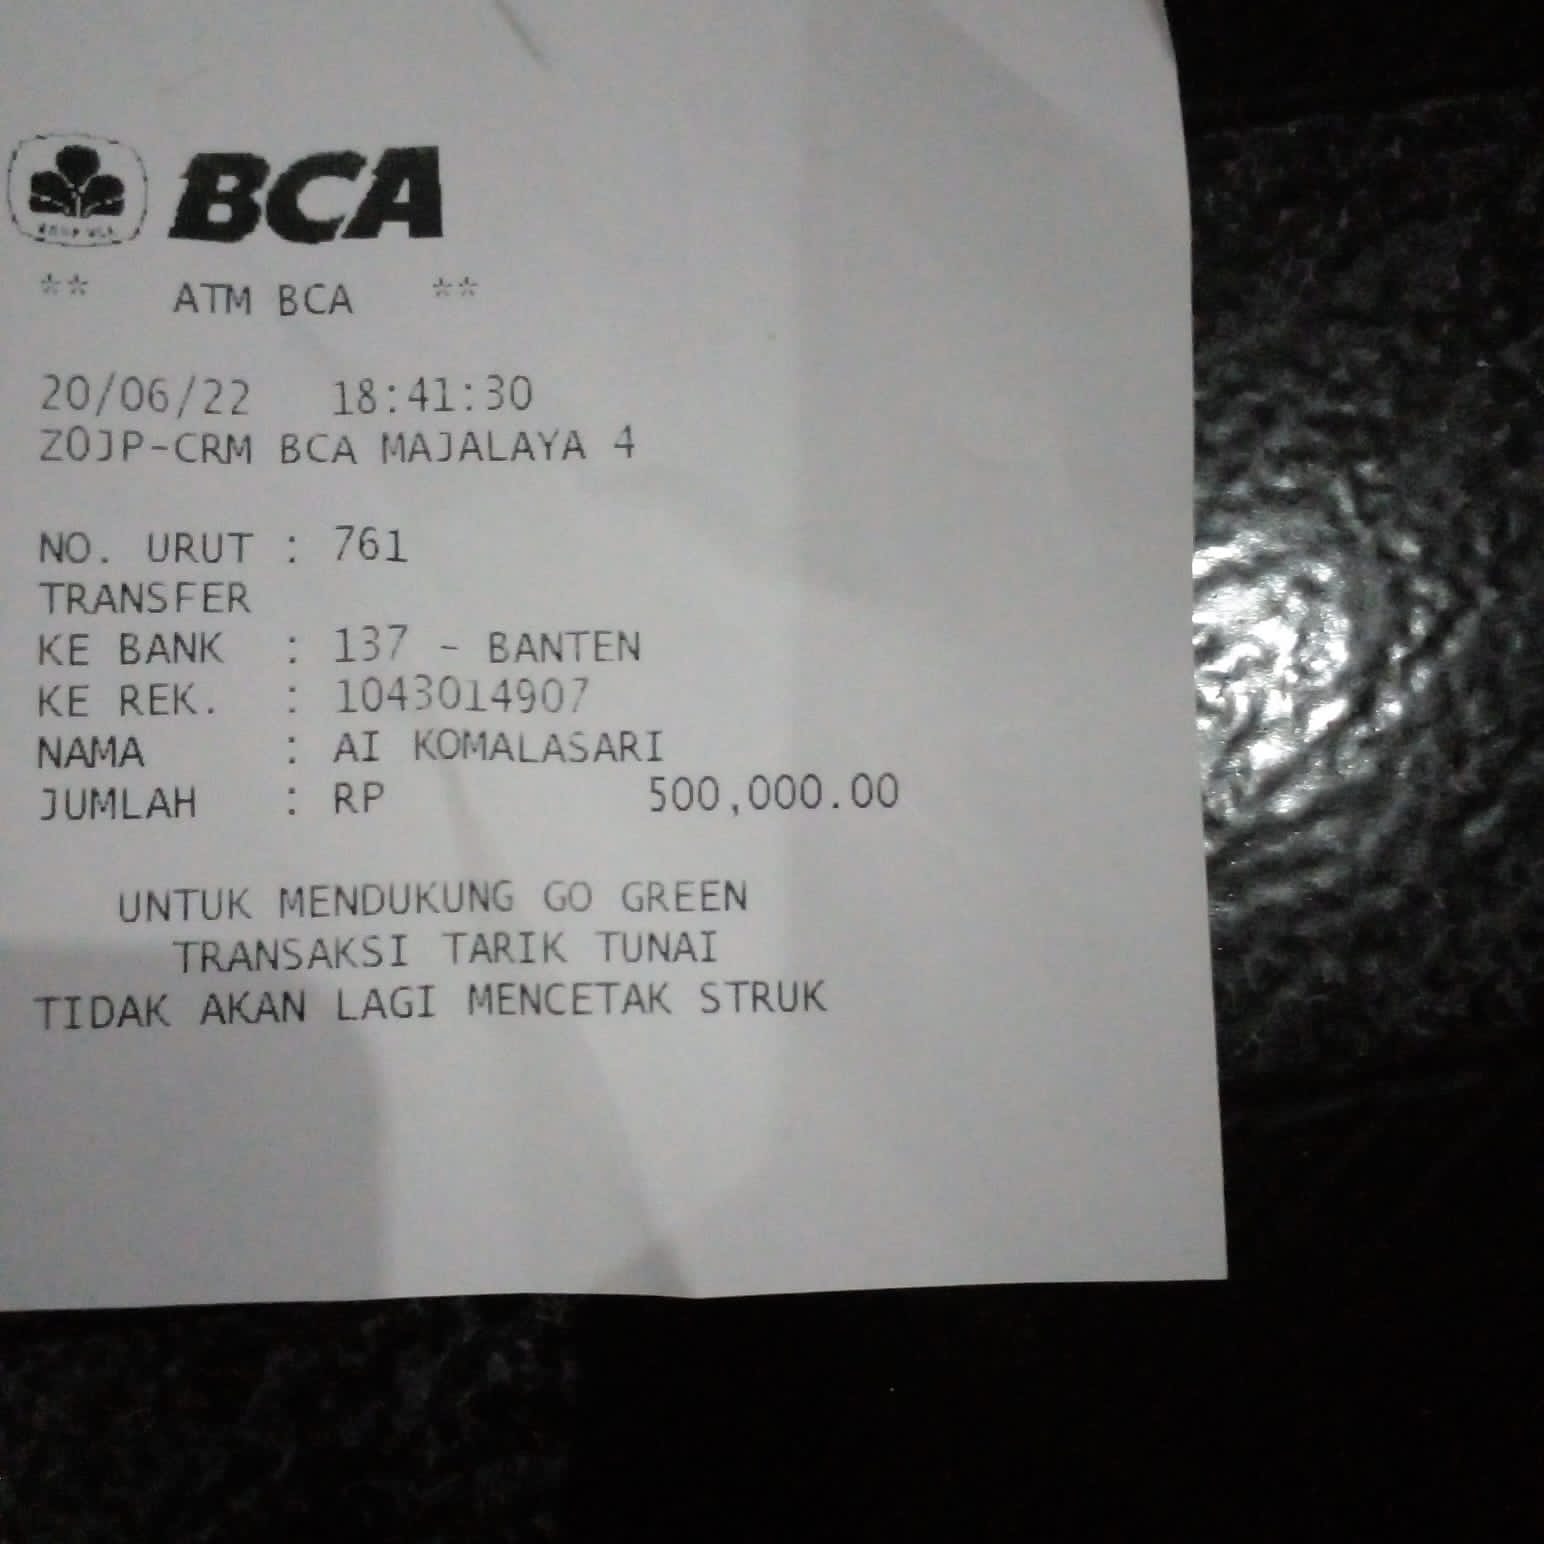 BCA
** ATM BCA **
20/06/22 18:41:30
ZOJP-CRM BCA MAJALAYA 4
NO. URUT : 761
TRANSFER
KE BANK : 137 - BANTEN
KE REK. : 1043014907
NAMA : AI KOMALASARI
JUMLAH : RP 500,000.00
UNTUK MENDUKUNG GO GREEN
TRANSAKSI TARIK TUNAI
TIDAK AKAN LAGI MENCETAK STRUK